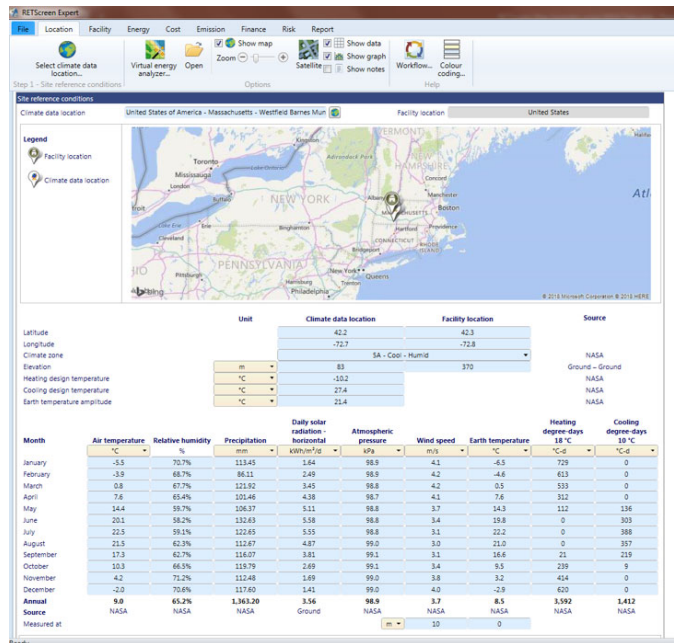 RETScreen Expert
File Location Facility Energy Cost Emission Finance Risk Report
Select climate data location... Virtual energy analyzer... Open Show map Zoom Satellite Show data Show graph Show notes Workflow... Colour coding...
Step 1 - Site reference conditions Options Help
Site reference conditions
Climate data location United States of America - Massachusetts - Westfield Barnes Mun Facility location United States
Legend
Facility location
Climate data location
VERMONT
Kingston
Adirondack Park
NEW HAMPSHIRE
Toronto
Concord
Mississauga
London
Manchester
Buffalo
NEW YORK
Albany
Boston
MASSACHUSETTS
Lake Erie
Erie
Binghamton
Hartford
Providence
Cleveland
CONNECTICUT
RHODE ISLAND
Bridgeport
PENNSYLVANIA
New York
Queens
Pittsburgh
Harrisburg
Trenton
Philadelphia
bing
© 2016 Microsoft Corporation © 2016 HERE
Unit Climate data location Facility location Source
Latitude 42.2 42.3
Longitude -72.7 -72.8
Climate zone 5A - Cool - Humid NASA
Elevation m 83 370 Ground – Ground
Heating design temperature °C -10.2 NASA
Cooling design temperature °C 27.4 NASA
Earth temperature amplitude °C 21.4 NASA
Month Air temperature Relative humidity Precipitation Daily solar radiation - horizontal Atmospheric pressure Wind speed Earth temperature Heating degree-days 18 °C Cooling degree-days 10 °C
°C % mm kWh/m²/d kPa m/s °C °C-d °C-d
January -5.5 70.7% 113.45 1.64 98.9 4.1 -6.5 729 0
February -3.9 68.7% 86.11 2.49 98.9 4.2 -4.6 613 0
March 0.8 67.7% 121.92 3.45 98.8 4.2 0.5 533 0
April 7.6 65.4% 101.46 4.38 98.7 4.1 7.6 312 0
May 14.4 59.7% 106.37 5.11 98.8 3.7 14.3 112 136
June 20.1 58.2% 132.63 5.58 98.8 3.4 19.8 0 303
July 22.5 59.1% 122.65 5.55 98.8 3.1 22.2 0 388
August 21.5 62.3% 112.67 4.87 99.0 3.0 21.0 0 357
September 17.3 62.7% 116.07 3.81 99.1 3.1 16.6 21 219
October 10.3 66.5% 119.79 2.69 99.1 3.4 9.5 239 9
November 4.2 71.2% 112.48 1.69 99.0 3.8 3.2 414 0
December -2.0 70.6% 117.60 1.41 99.0 4.0 -2.9 620 0
Annual 9.0 65.2% 1,363.20 3.56 98.9 3.7 8.5 3,592 1,412
Source NASA NASA NASA Ground NASA NASA NASA NASA NASA
Measured at m 10 0